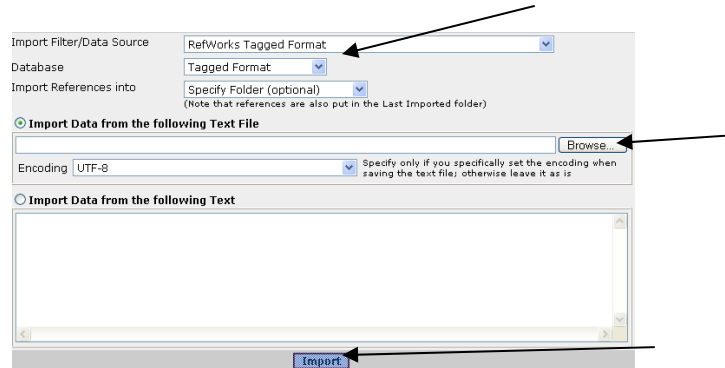 Import Filter/Data Source RefWorks Tagged Format
Database Tagged Format
Import References into Specify Folder (optional)
(Note that references are also put in the Last Imported folder)
Import Data from the following Text File
Browse...
Encoding UTF-8 Specify only if you specifically set the encoding when
saving the text file; otherwise leave it as is
Import Data from the following Text
Import